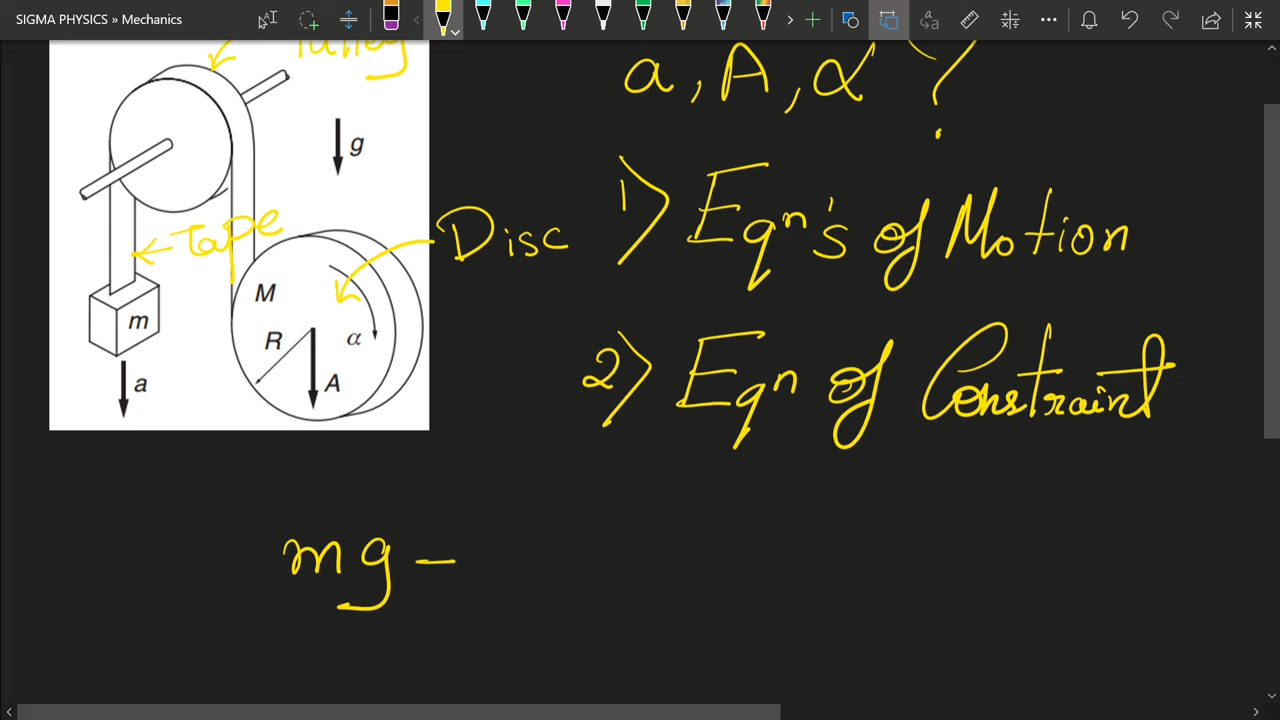 SIGMA PHYSICS » Mechanics
a, A, α ?
g
Tape
Disc
1) Eqⁿ's of Motion
M
m
R
α
A
a
2) Eqⁿ of Constraint
mg –